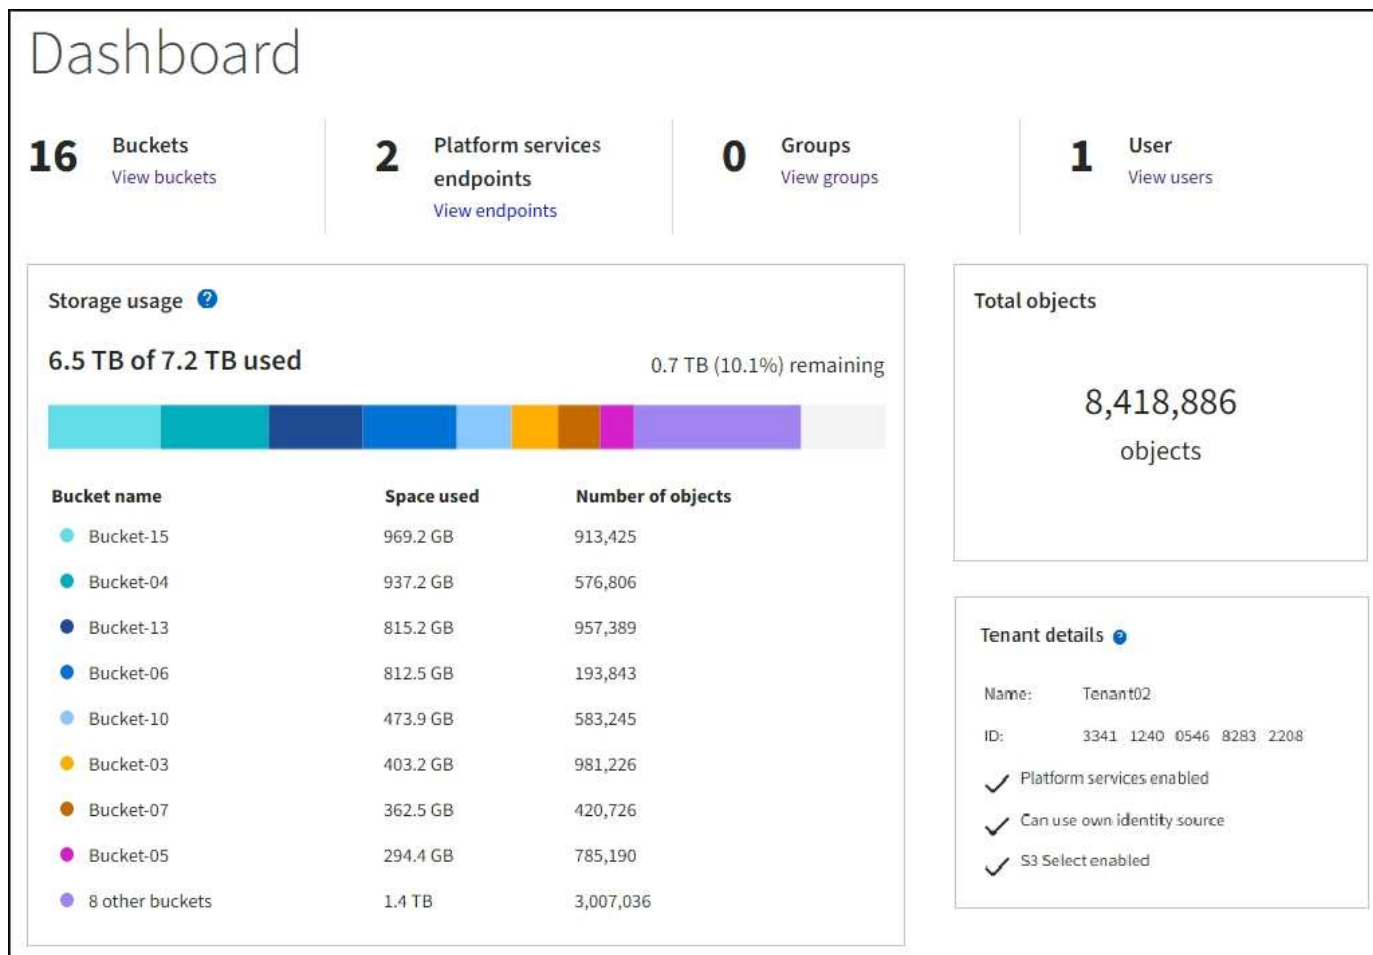 Dashboard
16 Buckets
View buckets
2 Platform services
endpoints
View endpoints
0 Groups
View groups
1 User
View users
Storage usage ?
6.5 TB of 7.2 TB used
0.7 TB (10.1%) remaining
Bucket name Space used Number of objects
Bucket-15 969.2 GB 913,425
Bucket-04 937.2 GB 576,806
Bucket-13 815.2 GB 957,389
Bucket-06 812.5 GB 193,843
Bucket-10 473.9 GB 583,245
Bucket-03 403.2 GB 981,226
Bucket-07 362.5 GB 420,726
Bucket-05 294.4 GB 785,190
8 other buckets 1.4 TB 3,007,036
Total objects
8,418,886
objects
Tenant details ?
Name: Tenant02
ID: 3341 1240 0546 8283 2208
Platform services enabled
Can use own identity source
S3 Select enabled